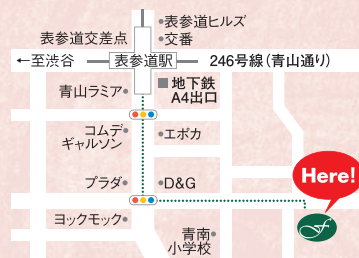 表参道ヒルズ
表参道交差点
交番
←至渋谷
表参道駅
246号線(青山通り)
地下鉄
A4出口
青山ラミア
コムデ
ギャルソン
エポカ
プラダ
D&G
Here!
ヨックモック
青南
小学校